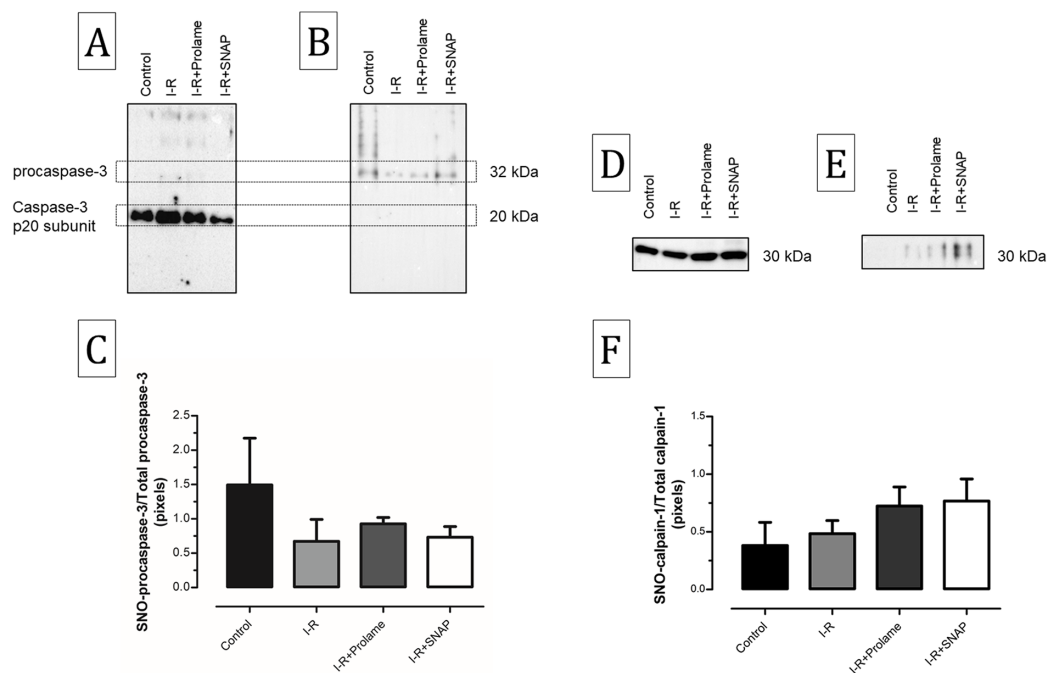 A
Control
I-R
I-R+Prolame
I-R+SNAP
B
Control
I-R
I-R+Prolame
I-R+SNAP
procaspase-3
32 kDa
Caspase-3
p20 subunit
20 kDa
D
Control
I-R
I-R+Prolame
I-R+SNAP
30 kDa
E
Control
I-R
I-R+Prolame
I-R+SNAP
30 kDa
C
SNO-procaspase-3/Total procaspase-3
(pixels)
2.5
2.0
1.5
1.0
0.5
0.0
Control
I-R
I-R+Prolame
I-R+SNAP
F
SNO-calpain-1/Total calpain-1
(pixels)
1.5
1.0
0.5
0.0
Control
I-R
I-R+Prolame
I-R+SNAP